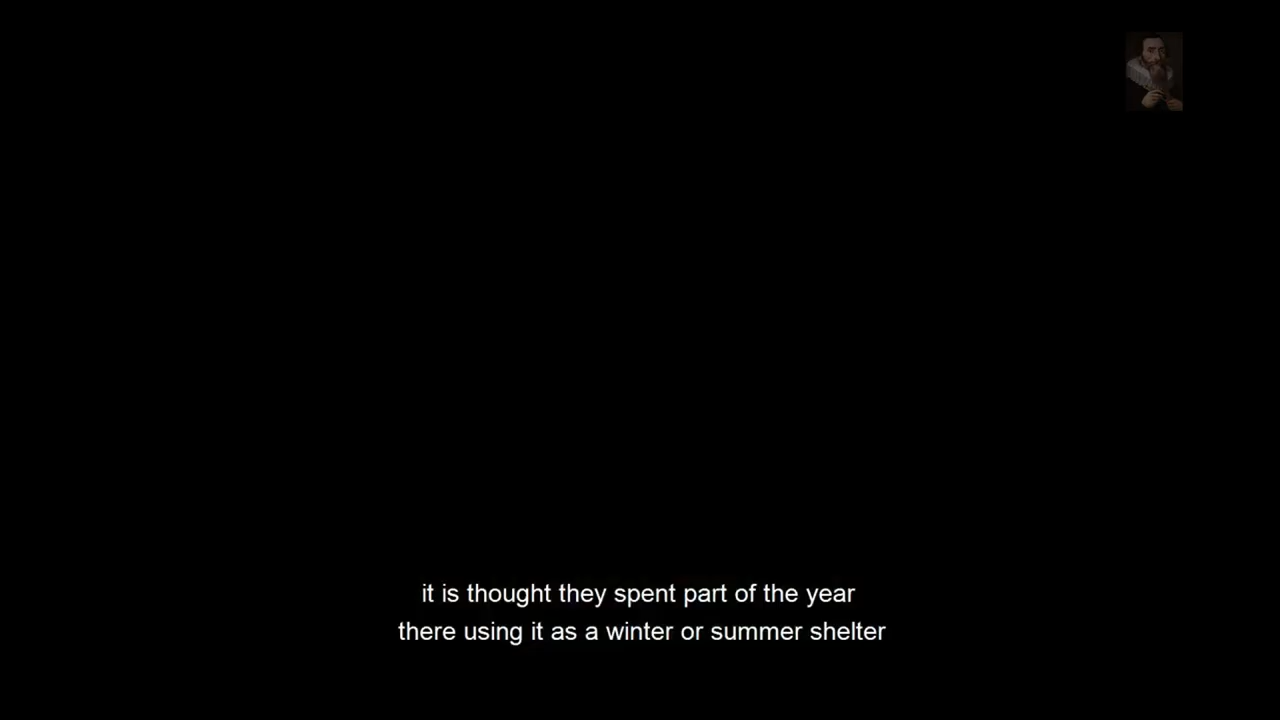 it is thought they spent part of the year
there using it as a winter or summer shelter